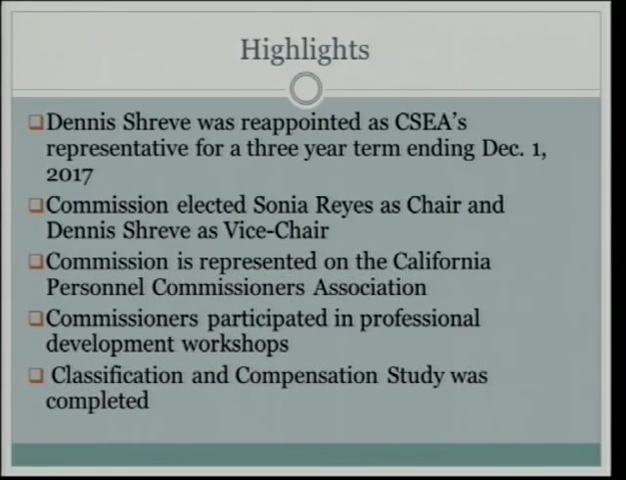 Highlights
Dennis Shreve was reappointed as CSEA's
representative for a three year term ending Dec. 1,
2017
Commission elected Sonia Reyes as Chair and
Dennis Shreve as Vice-Chair
Commission is represented on the California
Personnel Commissioners Association
Commissioners participated in professional
development workshops
Classification and Compensation Study was
completed